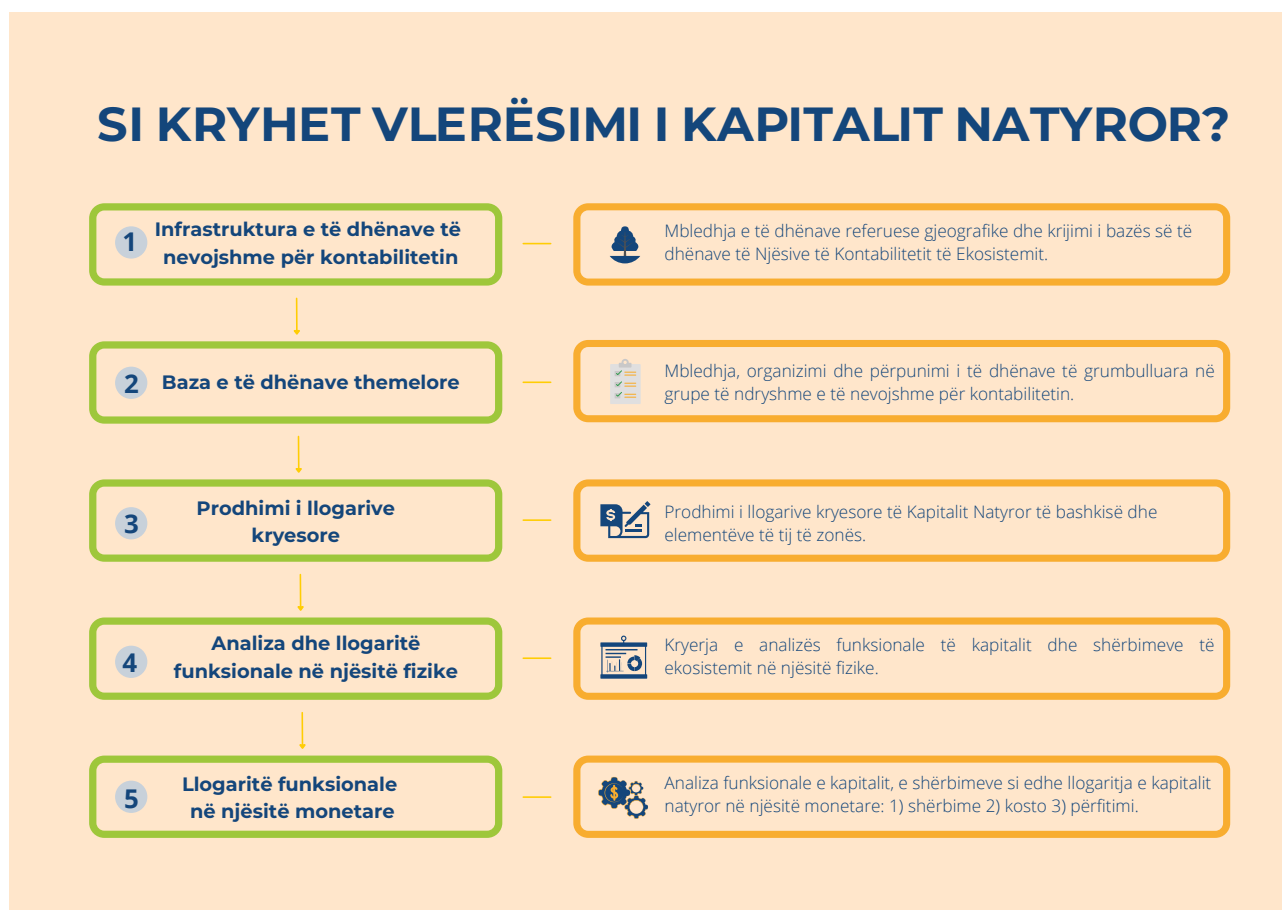 SI KRYHET VLERËSIMI I KAPITALIT NATYROR?
1
Infrastruktura e të dhënave të
nevojshme për kontabilitetin
Mbledhja e të dhënave referuese gjeografike dhe krijimi i bazës së të
dhënave të Njësive të Kontabilitetit të Ekosistemit.
2
Baza e të dhënave themelore
Mbledhja, organizimi dhe përpunimi i të dhënave të grumbulluara në
grupe të ndryshme e të nevojshme për kontabilitetin.
3
Prodhimi i llogarive
kryesore
$
Prodhimi i llogarive kryesore të Kapitalit Natyror të bashkisë dhe
elementëve të tij të zonës.
4
Analiza dhe llogaritë
funksionale në njësitë fizike
Kryerja e analizës funksionale të kapitalit dhe shërbimeve të
ekosistemit në njësitë fizike.
5
Llogaritë funksionale
në njësitë monetare
$
Analiza funksionale e kapitalit, e shërbimeve si edhe llogaritja e kapitalit
natyror në njësitë monetare: 1) shërbime 2) kosto 3) përfitimi.